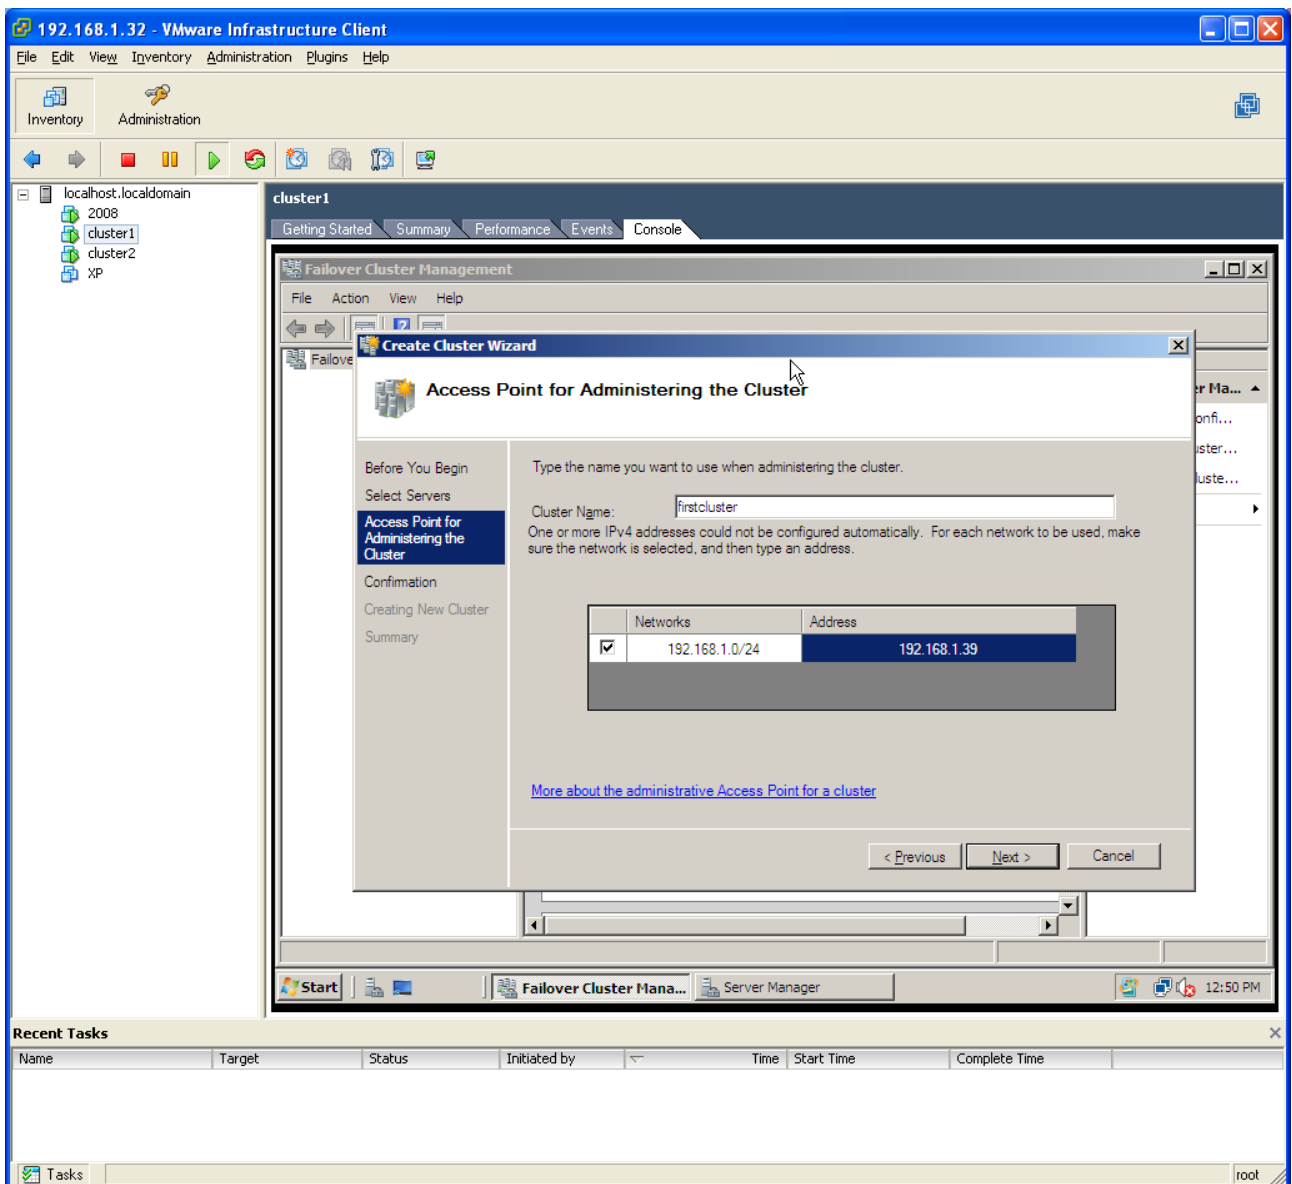 192.168.1.32 - VMware Infrastructure Client
File Edit View Inventory Administration Plugins Help
Inventory Administration
localhost.localdomain
2008
cluster1
cluster2
XP
cluster1
Getting Started Summary Performance Events Console
Failover Cluster Management
File Action View Help
Failove
Create Cluster Wizard
Access Point for Administering the Cluster
Before You Begin
Select Servers
Access Point for
Administering the
Cluster
Confirmation
Creating New Cluster
Summary
Type the name you want to use when administering the cluster.
Cluster Name: firstcluster
One or more IPv4 addresses could not be configured automatically. For each network to be used, make
sure the network is selected, and then type an address.
Networks Address
192.168.1.0/24 192.168.1.39
More about the administrative Access Point for a cluster
< Previous Next > Cancel
er Ma...
onfi...
uster...
luste...
Start Failover Cluster Mana... Server Manager 12:50 PM
Recent Tasks
Name Target Status Initiated by Time Start Time Complete Time
Tasks root